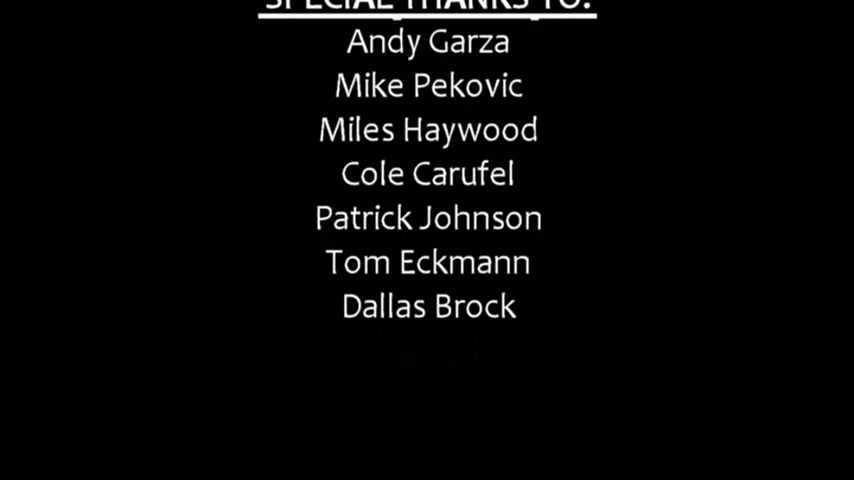 SPECIAL THANKS TO:
Andy Garza
Mike Pekovic
Miles Haywood
Cole Carufel
Patrick Johnson
Tom Eckmann
Dallas Brock